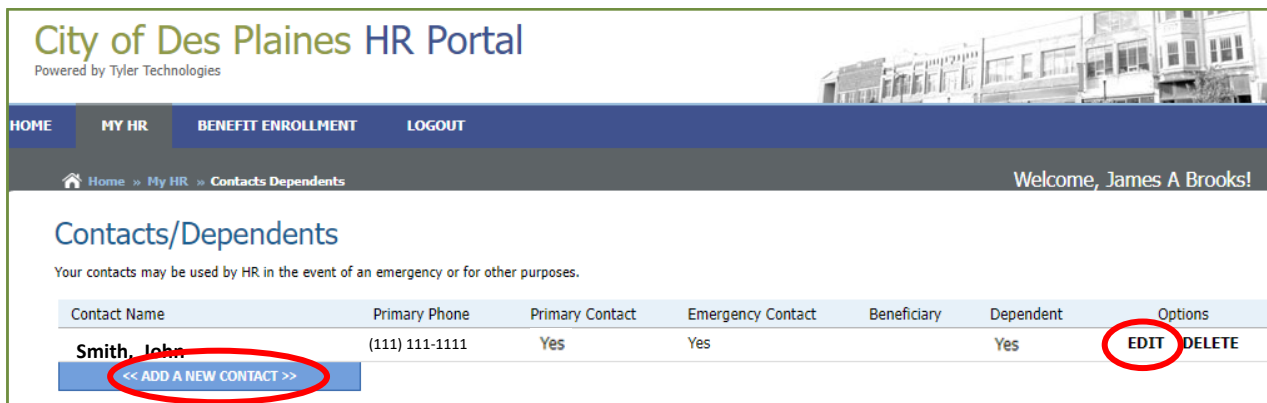 City of Des Plaines HR Portal
Powered by Tyler Technologies
HOME MY HR BENEFIT ENROLLMENT LOGOUT
Home » My HR » Contacts Dependents Welcome, James A Brooks!
Contacts/Dependents
Your contacts may be used by HR in the event of an emergency or for other purposes.
Contact Name Primary Phone Primary Contact Emergency Contact Beneficiary Dependent Options
Smith, John (111) 111-1111 Yes Yes Yes EDIT DELETE
<< ADD A NEW CONTACT >>